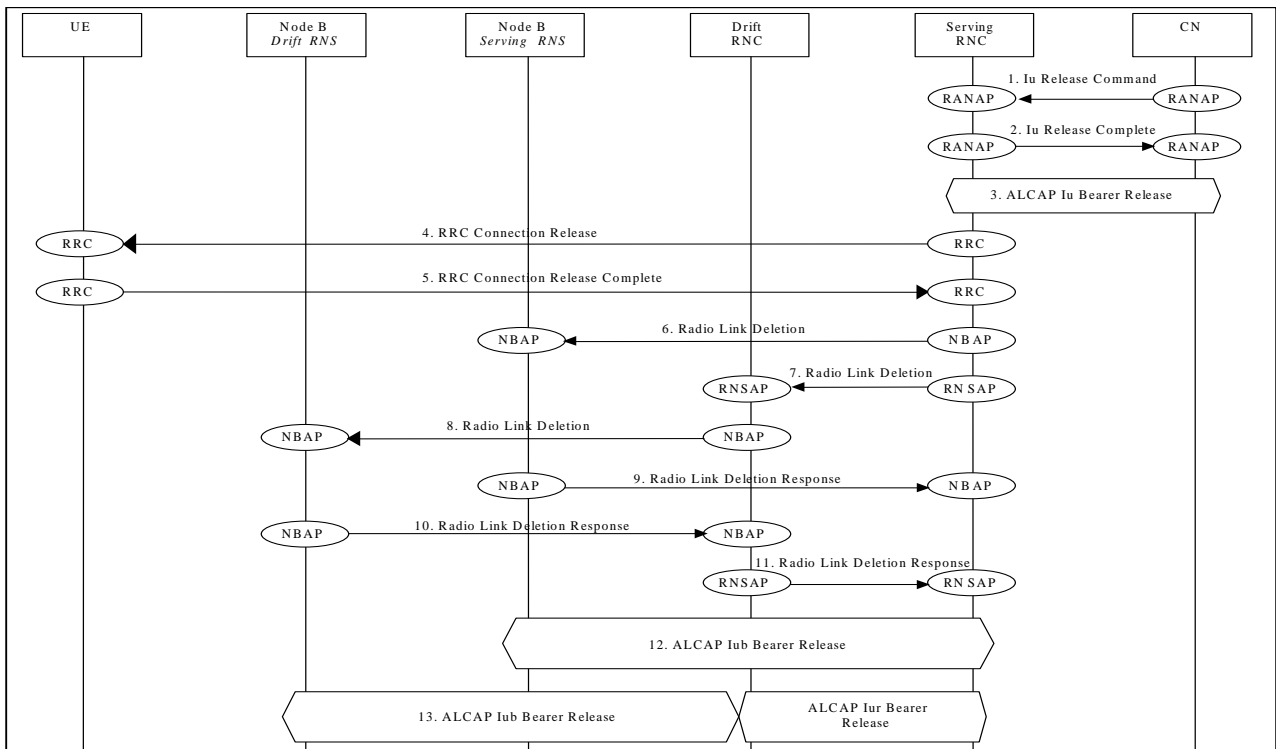 UE
Node B
Drift RNS
Node B
Serving RNS
Drift
RNC
Serving
RNC
CN
1. Iu Release Command
RANAP
RANAP
2. Iu Release Complete
RANAP
RANAP
3. ALCAP Iu Bearer Release
4. RRC Connection Release
RRC
RRC
5. RRC Connection Release Complete
RRC
RRC
6. Radio Link Deletion
NBAP
NBAP
7. Radio Link Deletion
RNSAP
RNSAP
8. Radio Link Deletion
NBAP
NBAP
9. Radio Link Deletion Response
NBAP
NBAP
10. Radio Link Deletion Response
NBAP
NBAP
11. Radio Link Deletion Response
RNSAP
RNSAP
12. ALCAP Iub Bearer Release
13. ALCAP Iub Bearer Release
ALCAP Iur Bearer
Release